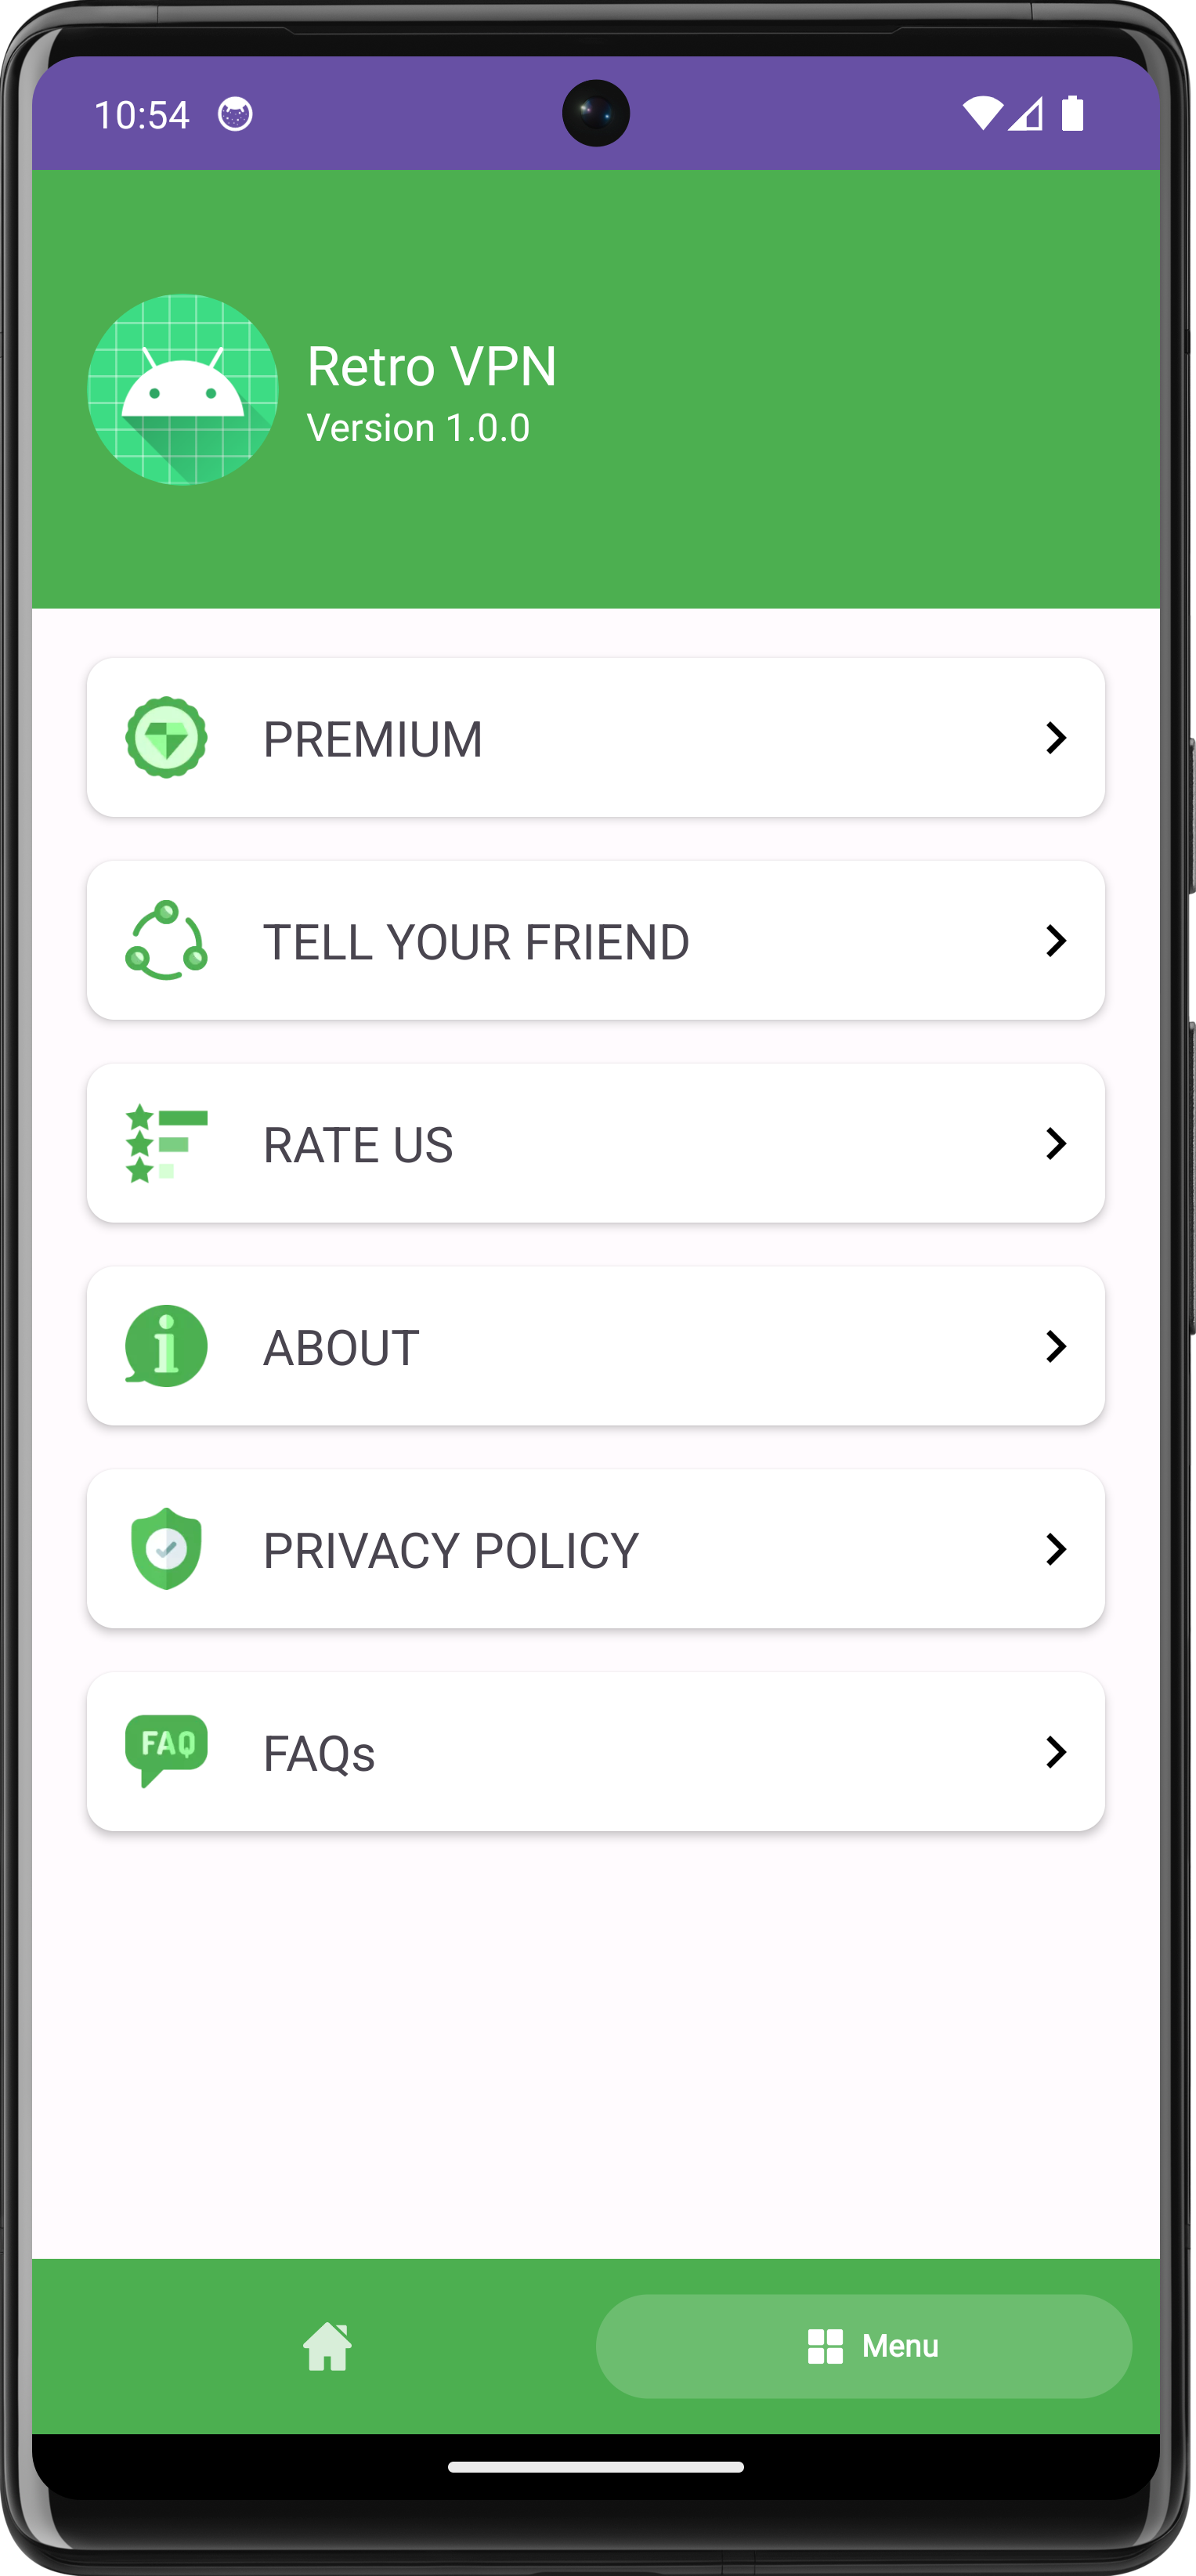 10:54
Retro VPN
Version 1.0.0
PREMIUM
TELL YOUR FRIEND
RATE US
ABOUT
PRIVACY POLICY
FAQ
FAQs
Menu